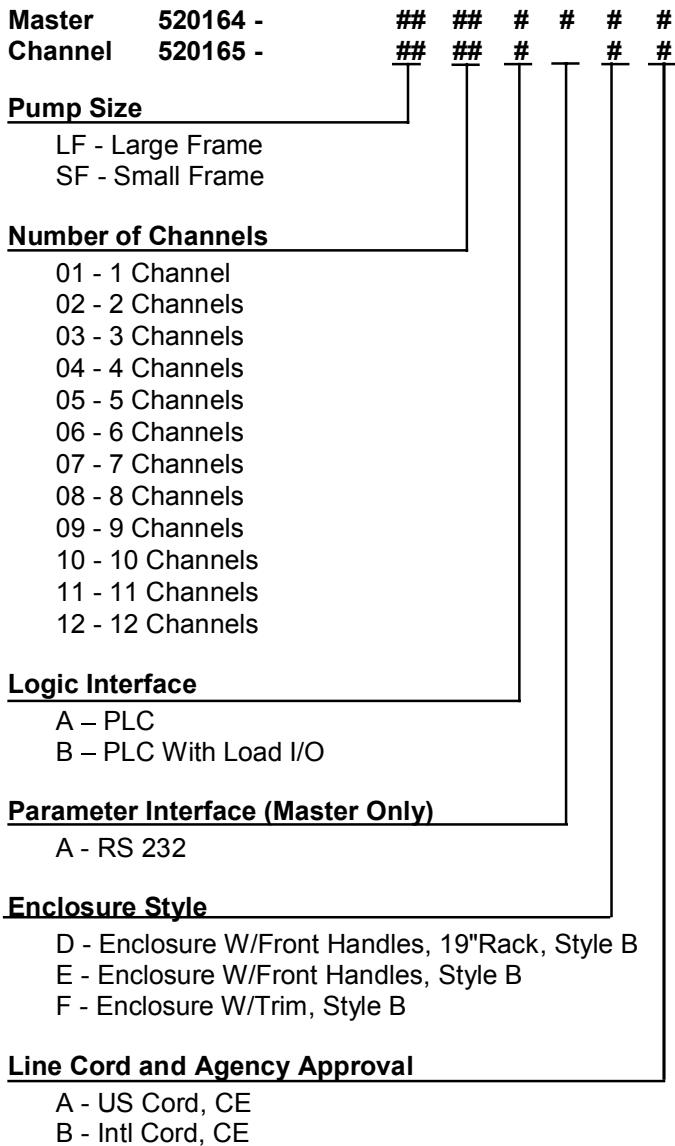 Master 520164 - ## ## # # # #
Channel 520165 - ## ## # # #
Pump Size
LF - Large Frame
SF - Small Frame
Number of Channels
01 - 1 Channel
02 - 2 Channels
03 - 3 Channels
04 - 4 Channels
05 - 5 Channels
06 - 6 Channels
07 - 7 Channels
08 - 8 Channels
09 - 9 Channels
10 - 10 Channels
11 - 11 Channels
12 - 12 Channels
Logic Interface
A – PLC
B – PLC With Load I/O
Parameter Interface (Master Only)
A - RS 232
Enclosure Style
D - Enclosure W/Front Handles, 19"Rack, Style B
E - Enclosure W/Front Handles, Style B
F - Enclosure W/Trim, Style B
Line Cord and Agency Approval
A - US Cord, CE
B - Intl Cord, CE